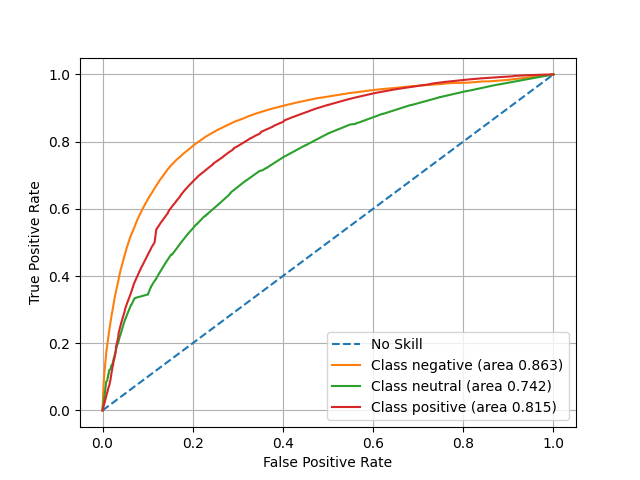 1.0
0.8
0.6
0.4
0.2
0.0
True Positive Rate
No Skill
Class negative (area 0.863)
Class neutral (area 0.742)
Class positive (area 0.815)
0.0 0.2 0.4 0.6 0.8 1.0
False Positive Rate